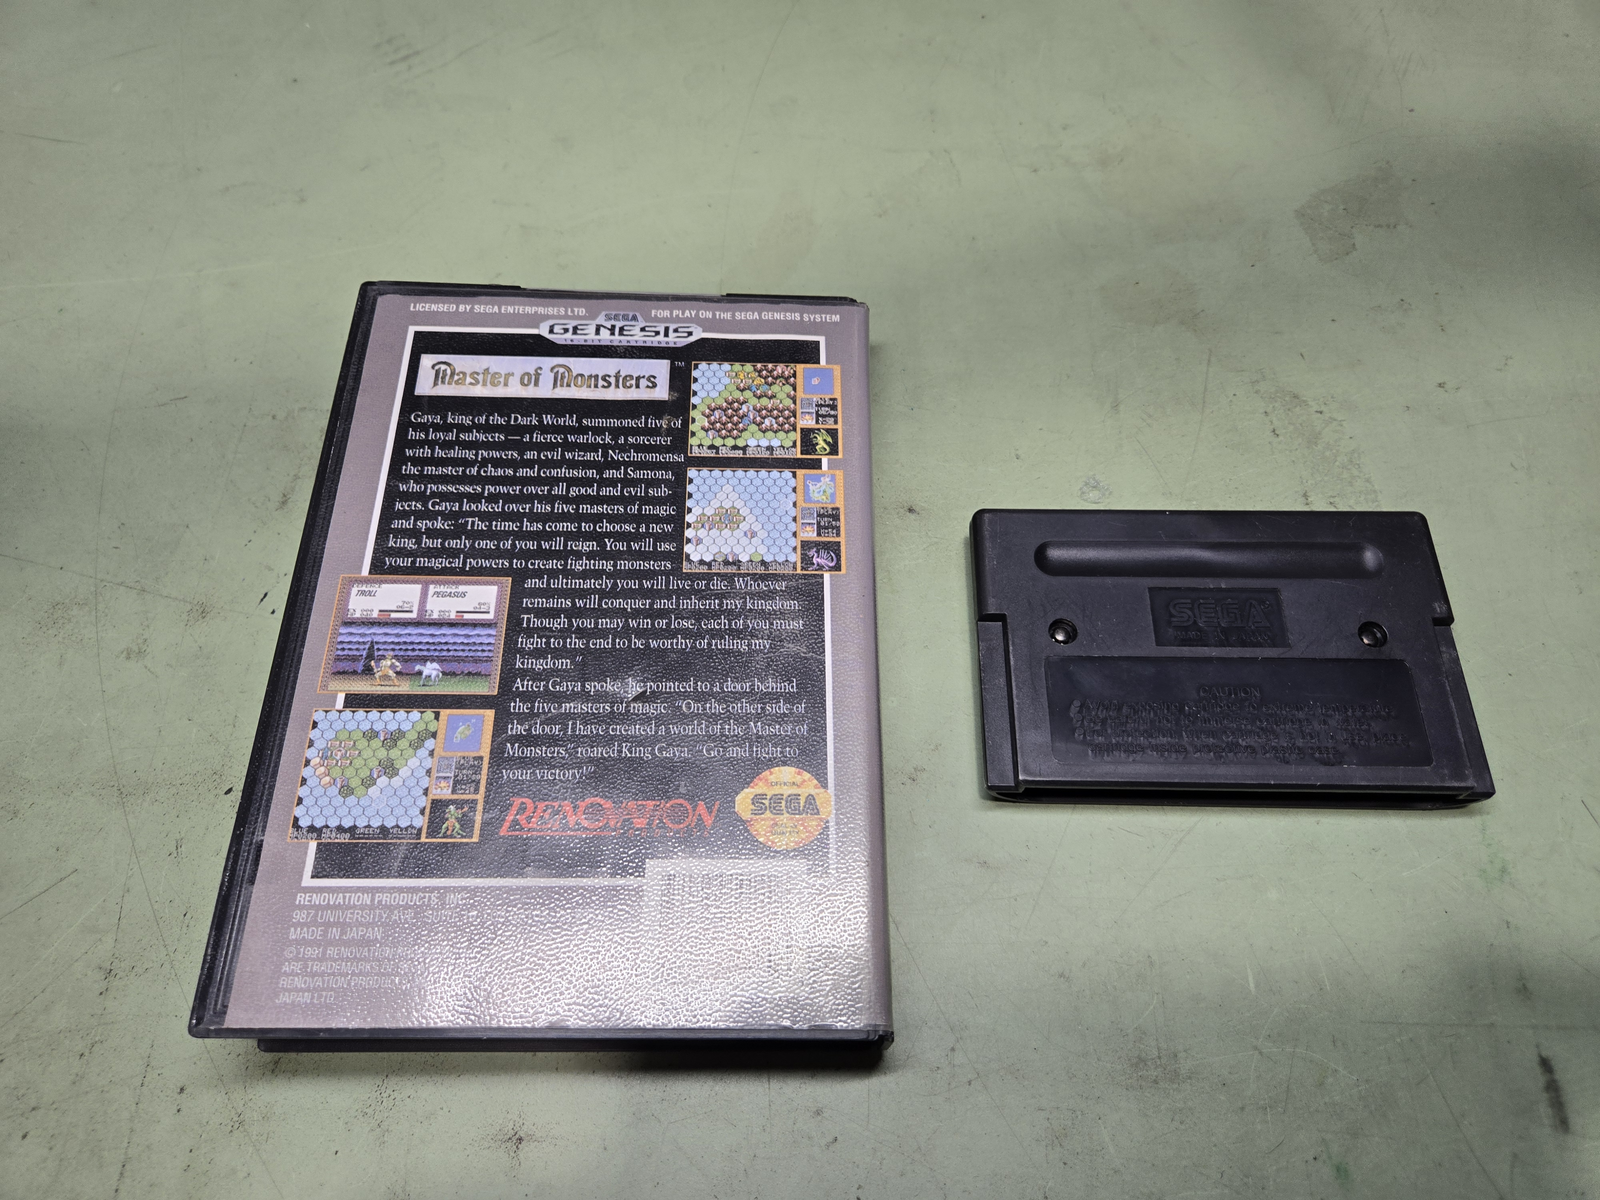 LICENSED BY SEGA ENTERPRISES LTD. FOR PLAY ON THE SEGA GENESIS SYSTEM
SEGA
GENESIS
16-BIT CARTRIDGE
Master of Monsters™
Gaya, king of the Dark World, summoned five of
his loyal subjects — a fierce warlock, a sorcerer
with healing powers, an evil wizard, Nechromensa
the master of chaos and confusion, and Samona,
who possesses power over all good and evil sub-
jects. Gaya looked over his five masters of magic
and spoke: “The time has come to choose a new
king, but only one of you will reign. You will use
your magical powers to create fighting monsters
and ultimately you will live or die. Whoever
remains will conquer and inherit my kingdom.
Though you may win or lose, each of you must
fight to the end to be worthy of ruling my
kingdom.”
After Gaya spoke, he pointed to a door behind
the five masters of magic. “On the other side of
the door, I have created a world of the Master of
Monsters,” roared King Gaya. “Go and fight to
your victory!”
DEFENCE
TROLL
ATTACK
PEGASUS
BLUE RED GREEN YELLOW
RENOVATION
OFFICIAL
SEGA
RENOVATION PRODUCTS, INC.
987 UNIVERSITY AVE., SUITE
MADE IN JAPAN
© 1991 RENOVATION
ARE TRADEMARKS OF
RENOVATION PRODUCTS
JAPAN LTD.
SEGA
CAUTION